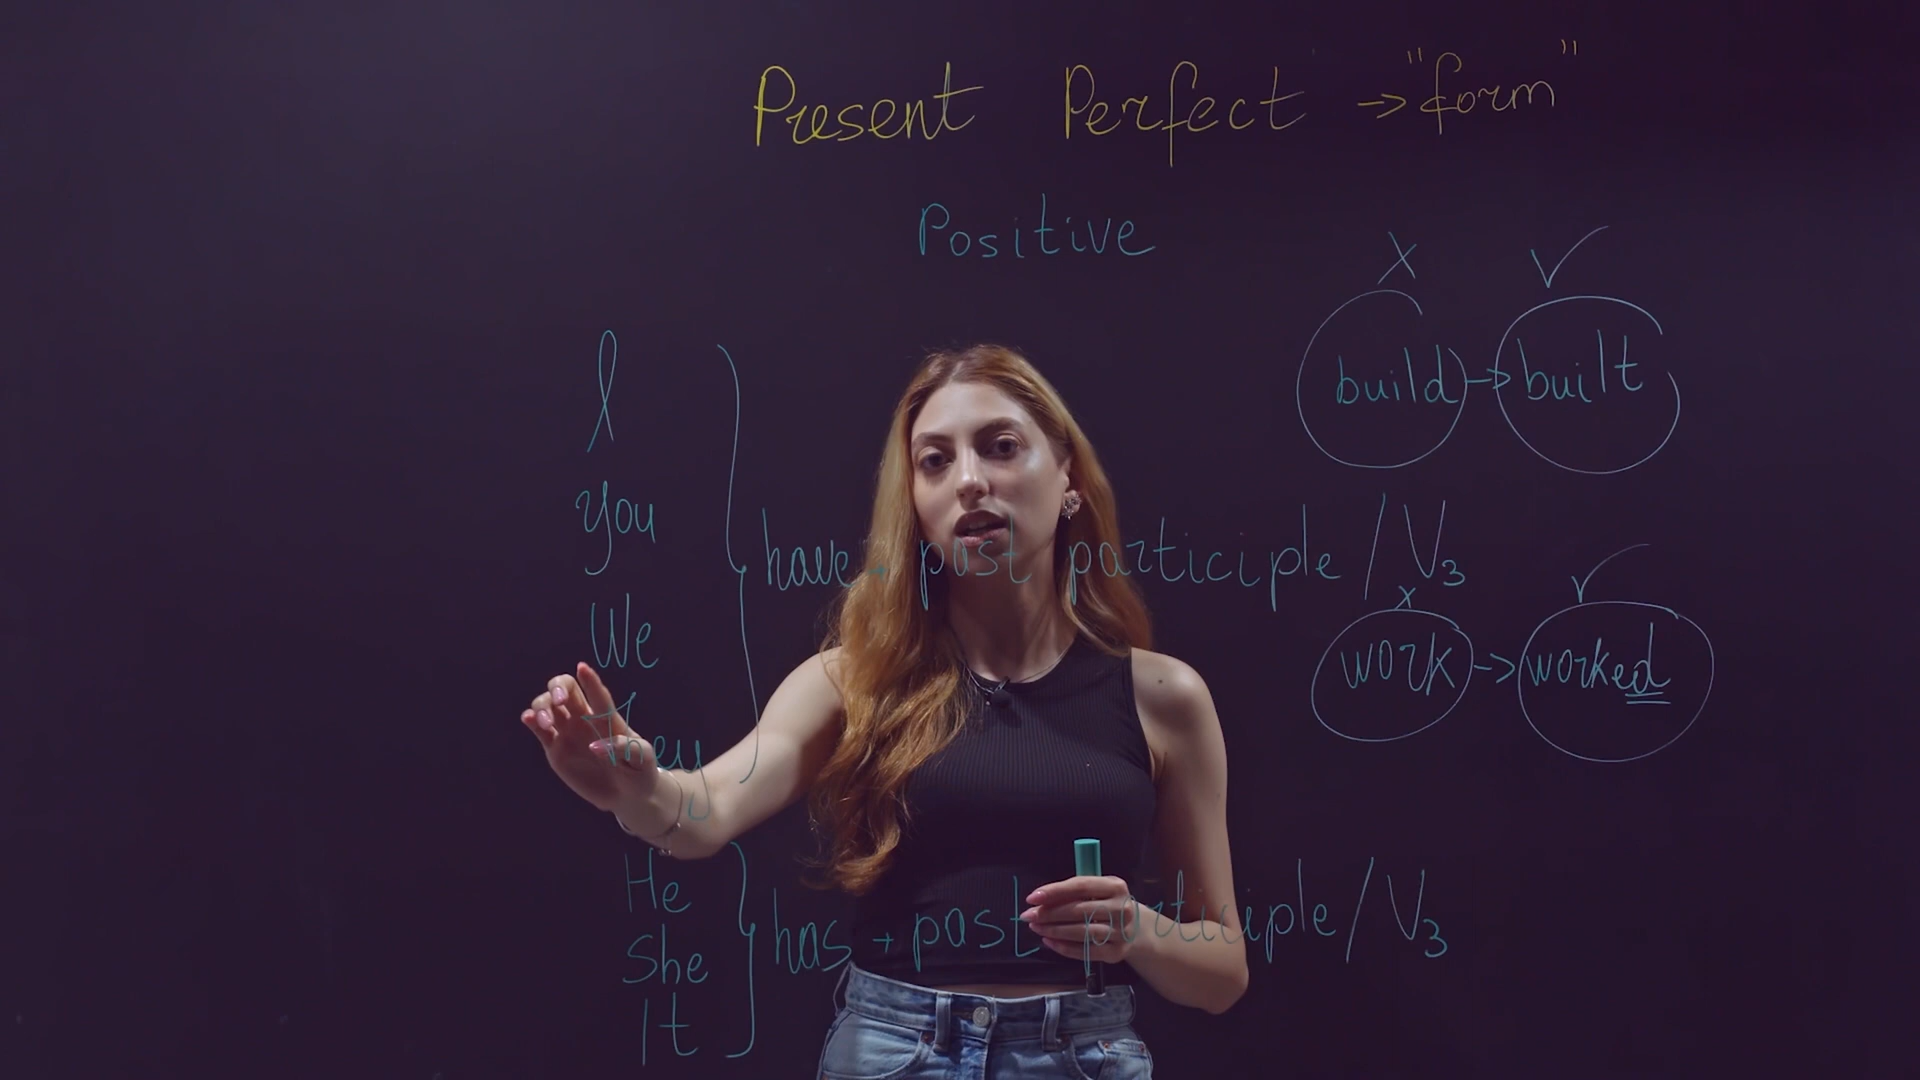 Present Perfect → "form"
Positive
x ✓
build → built
I
You
We
They
have + past participle / V3
x ✓
work → worked
He
She
It
has + past participle / V3